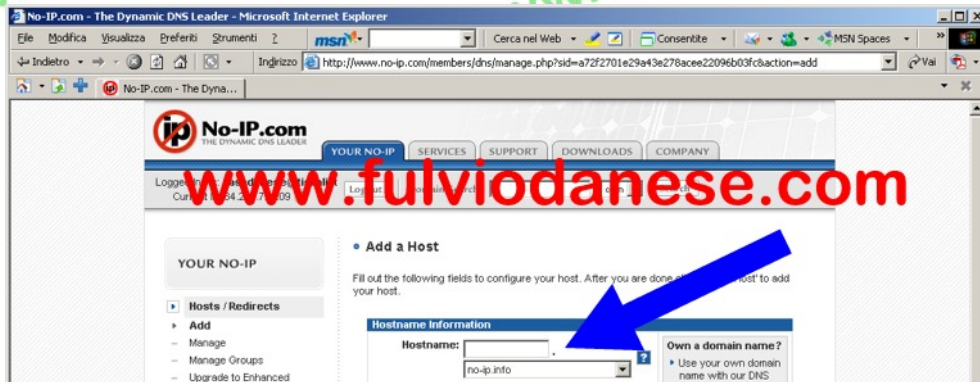 No-IP.com - The Dynamic DNS Leader - Microsoft Internet Explorer
File Modifica Visualizza Preferiti Strumenti ? msn Cerca nel Web Consentite MSN Spaces »
Indietro Indirizzo http://www.no-ip.com/members/dns/manage.php?sid=a72f2701e29a43e278acee22096b03fc&action=add Vai
No-IP.com - The Dyna...
No-IP.com
THE DYNAMIC DNS LEADER
YOUR NO-IP SERVICES SUPPORT DOWNLOADS COMPANY
www.fulviodanese.com
YOUR NO-IP
Hosts / Redirects
Add
Manage
Manage Groups
Upgrade to Enhanced
Add a Host
Fill out the following fields to configure your host. After you are done to add
your host.
Hostname Information
Hostname: .
no-ip.info
?
Own a domain name?
Use your own domain
name with our DNS